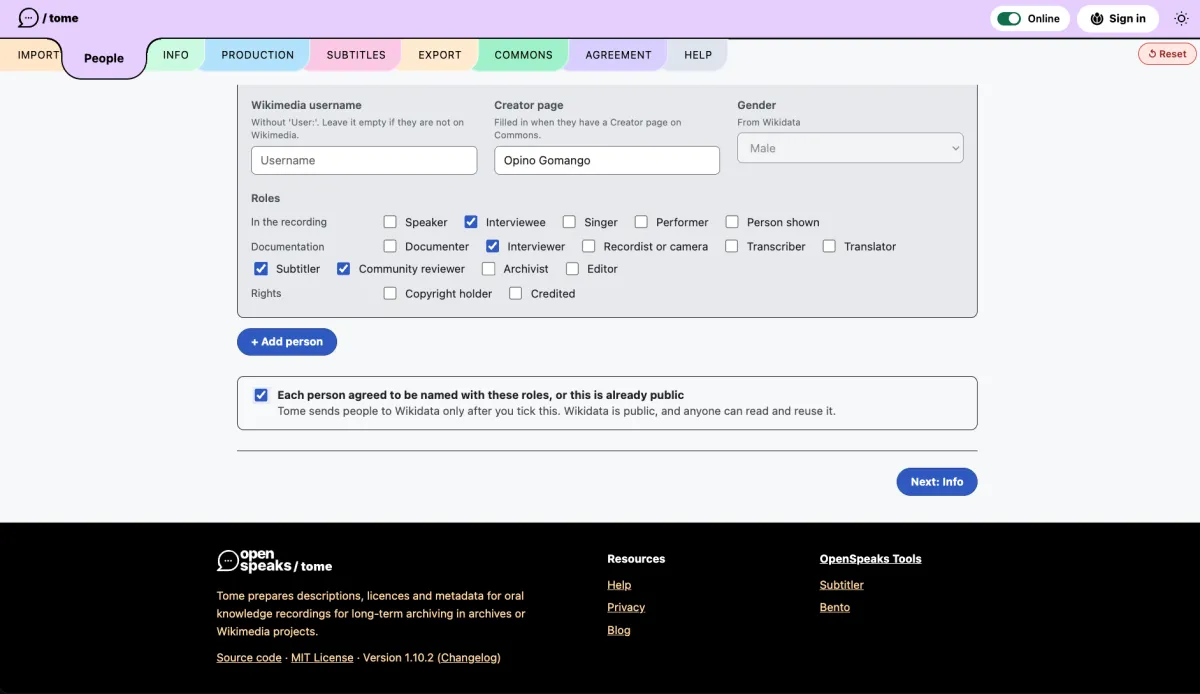 / tome
Online
Sign in
IMPORT
People
INFO
PRODUCTION
SUBTITLES
EXPORT
COMMONS
AGREEMENT
HELP
Reset
Wikimedia username
Without 'User:'. Leave it empty if they are not on
Wikimedia.
Username
Creator page
Filled in when they have a Creator page on
Commons.
Opino Gomango
Gender
From Wikidata
Male
Roles
In the recording
Speaker
Interviewee
Singer
Performer
Person shown
Documentation
Documenter
Interviewer
Recordist or camera
Transcriber
Translator
Subtitler
Community reviewer
Archivist
Editor
Rights
Copyright holder
Credited
+ Add person
Each person agreed to be named with these roles, or this is already public
Tome sends people to Wikidata only after you tick this. Wikidata is public, and anyone can read and reuse it.
Next: Info
open
speaks / tome
Tome prepares descriptions, licences and metadata for oral
knowledge recordings for long-term archiving in archives or
Wikimedia projects.
Source code · MIT License · Version 1.10.2 (Changelog)
Resources
Help
Privacy
Blog
OpenSpeaks Tools
Subtitler
Bento